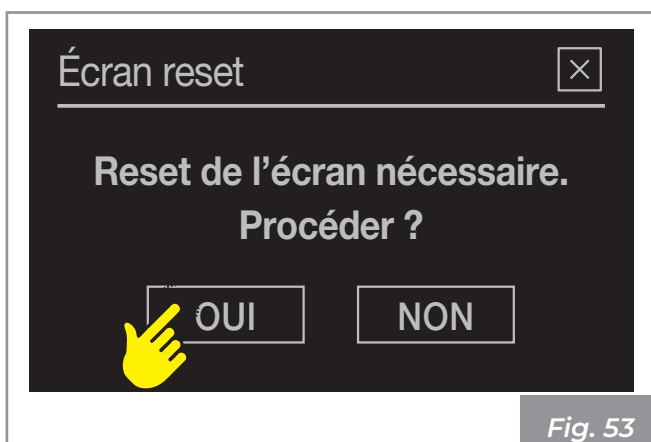 Écran reset
Reset de l'écran nécessaire.
Procéder ?
OUI NON
Fig. 53